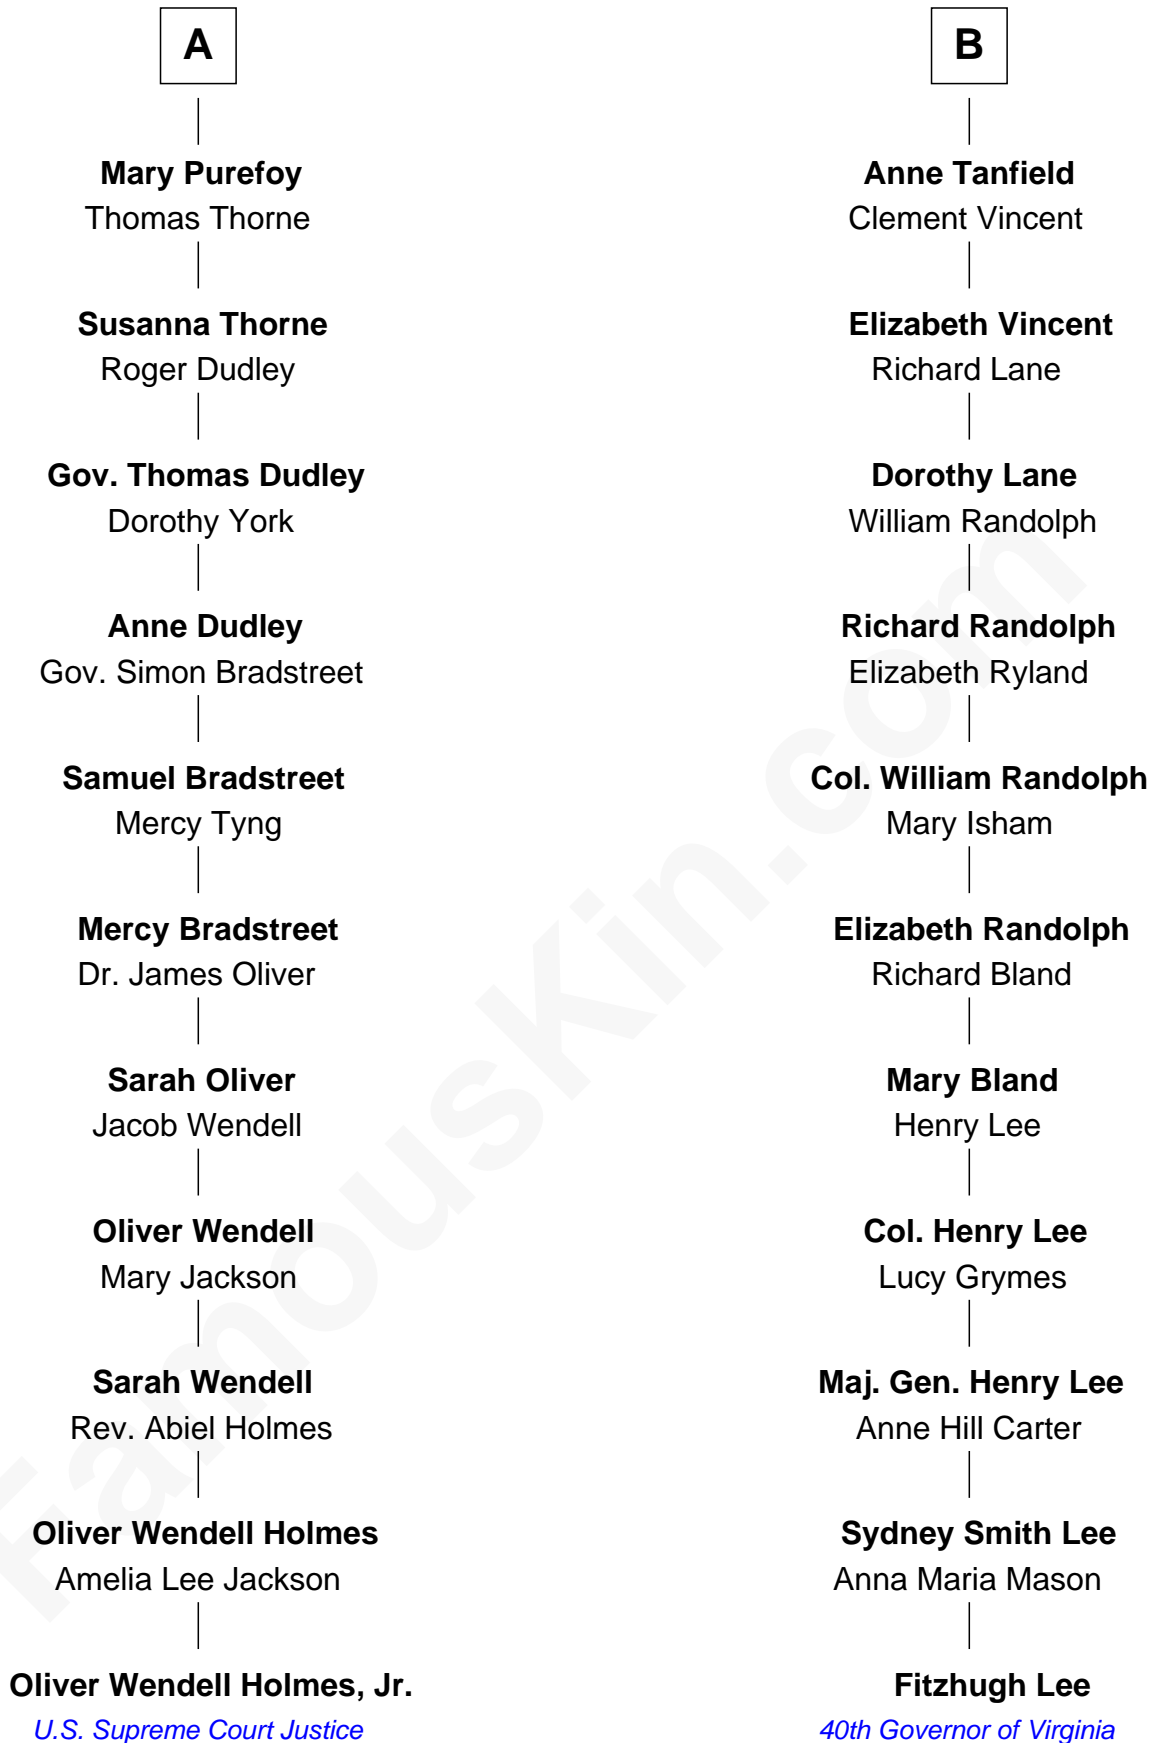 A
Mary Purefoy
Thomas Thorne
Susanna Thorne
Roger Dudley
Gov. Thomas Dudley
Dorothy York
Anne Dudley
Gov. Simon Bradstreet
Samuel Bradstreet
Mercy Tyng
Mercy Bradstreet
Dr. James Oliver
Sarah Oliver
Jacob Wendell
Oliver Wendell
Mary Jackson
Sarah Wendell
Rev. Abiel Holmes
Oliver Wendell Holmes
Amelia Lee Jackson
Oliver Wendell Holmes, Jr.
U.S. Supreme Court Justice
B
Anne Tanfield
Clement Vincent
Elizabeth Vincent
Richard Lane
Dorothy Lane
William Randolph
Richard Randolph
Elizabeth Ryland
Col. William Randolph
Mary Isham
Elizabeth Randolph
Richard Bland
Mary Bland
Henry Lee
Col. Henry Lee
Lucy Grymes
Maj. Gen. Henry Lee
Anne Hill Carter
Sydney Smith Lee
Anna Maria Mason
Fitzhugh Lee
40th Governor of Virginia
FamousKin.com